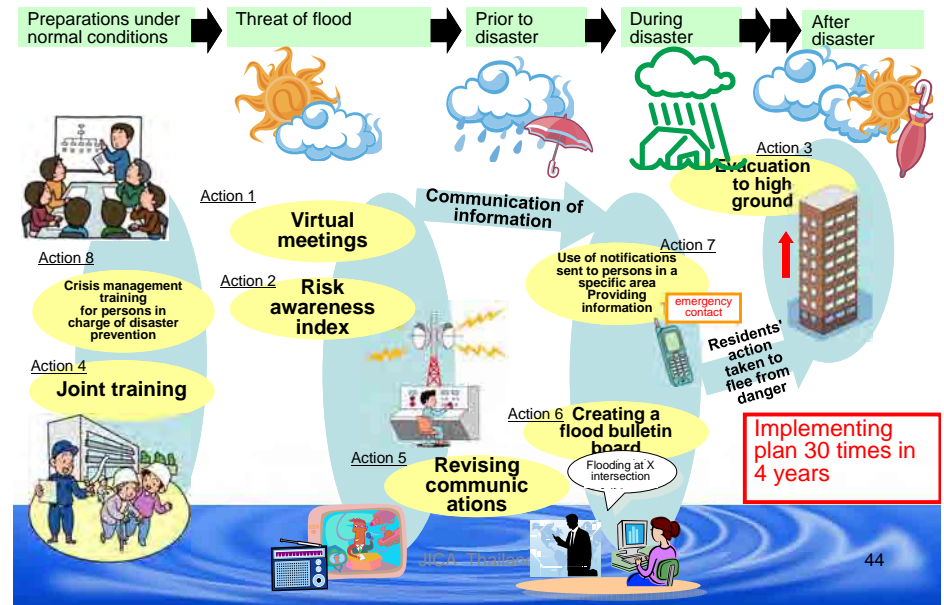 Preparations under
normal conditions
Threat of flood
Prior to
disaster
During
disaster
After
disaster
Action 8
Crisis management
training
for persons in
charge of disaster
prevention
Action 4
Joint training
Action 1
Virtual
meetings
Action 2
Risk
awareness
index
Communication of
information
Action 5
Revising
communic
ations
Action 7
Use of notifications
sent to persons in a
specific area
Providing
information
emergency
contact
Action 6
Creating a
flood bulletin
board
Flooding at X
intersection
Action 3
Evacuation
to high
ground
Residents'
action
taken to
flee from
danger
Implementing
plan 30 times in
4 years
JICA Thailand
44